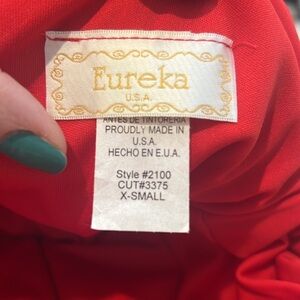 Eureka
U.S.A.
ANTES DE TINTORERIA
PROUDLY MADE IN
U.S.A.
HECHO EN E.U.A.
Style #2100
CUT#3375
X-SMALL